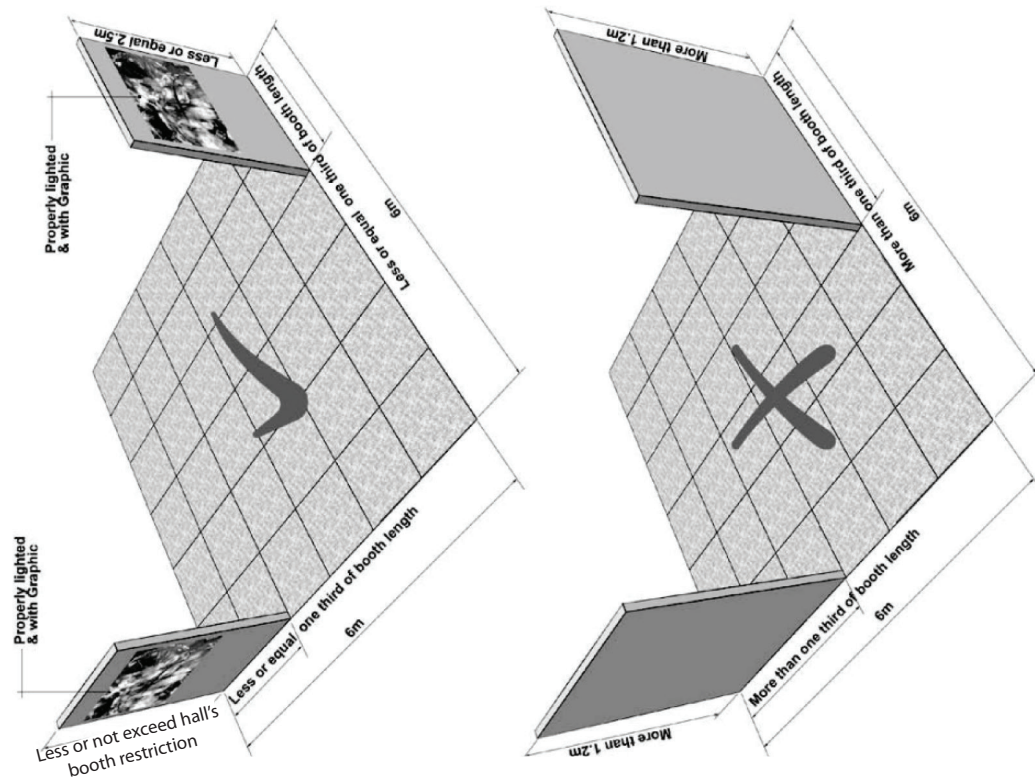 Properly lighted
& with Graphic
Less or equal 2.5m
Less or equal one third of booth length
6m
Properly lighted
& with Graphic
Less or not exceed hall's
booth restriction
Less or equal one third of booth length
6m
More than 1.2m
More than one third of booth length
6m
More than 1.2m
More than one third of booth length
6m